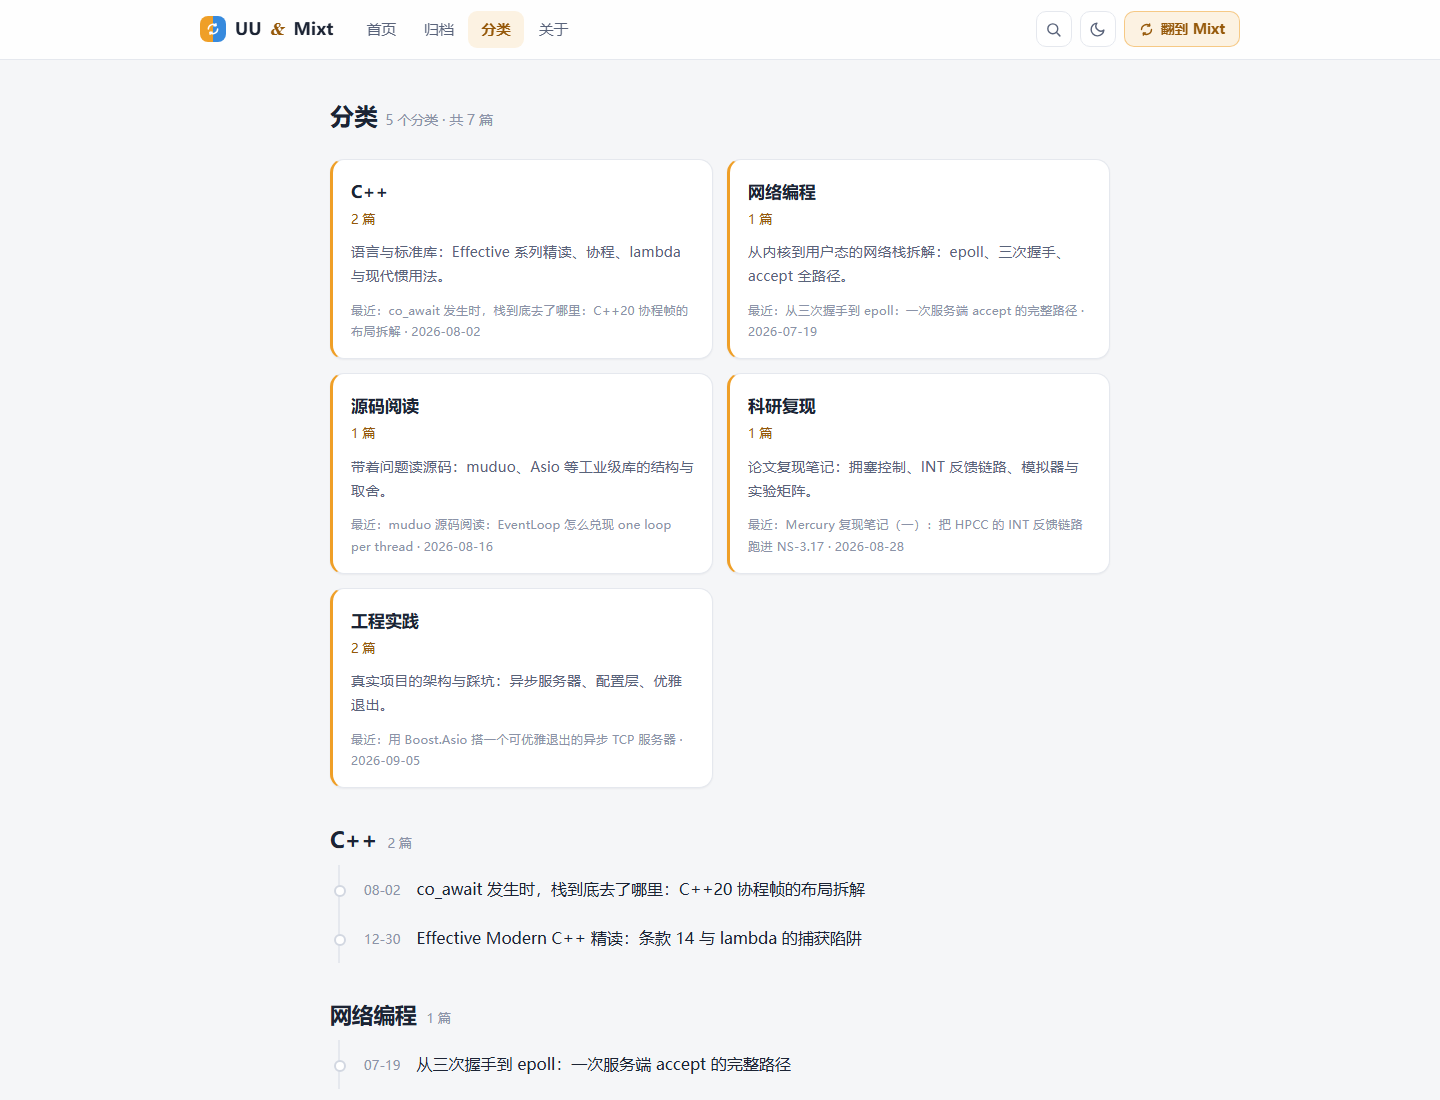 UU & Mixt
首页
归档
分类
关于
翻到 Mixt
分类 5 个分类 · 共 7 篇
C++
2 篇
语言与标准库：Effective 系列精读、协程、lambda
与现代惯用法。
最近：co_await 发生时，栈到底去了哪里：C++20 协程帧的
布局拆解 · 2026-08-02
网络编程
1 篇
从内核到用户态的网络栈拆解：epoll、三次握手、
accept 全路径。
最近：从三次握手到 epoll：一次服务端 accept 的完整路径 ·
2026-07-19
源码阅读
1 篇
带着问题读源码：muduo、Asio 等工业级库的结构与
取舍。
最近：muduo 源码阅读：EventLoop 怎么兑现 one loop
per thread · 2026-08-16
科研复现
1 篇
论文复现笔记：拥塞控制、INT 反馈链路、模拟器与
实验矩阵。
最近：Mercury 复现笔记（一）：把 HPCC 的 INT 反馈链路
跑进 NS-3.17 · 2026-08-28
工程实践
2 篇
真实项目的架构与踩坑：异步服务器、配置层、优雅
退出。
最近：用 Boost.Asio 搭一个可优雅退出的异步 TCP 服务器 ·
2026-09-05
C++ 2 篇
08-02 co_await 发生时，栈到底去了哪里：C++20 协程帧的布局拆解
12-30 Effective Modern C++ 精读：条款 14 与 lambda 的捕获陷阱
网络编程 1 篇
07-19 从三次握手到 epoll：一次服务端 accept 的完整路径